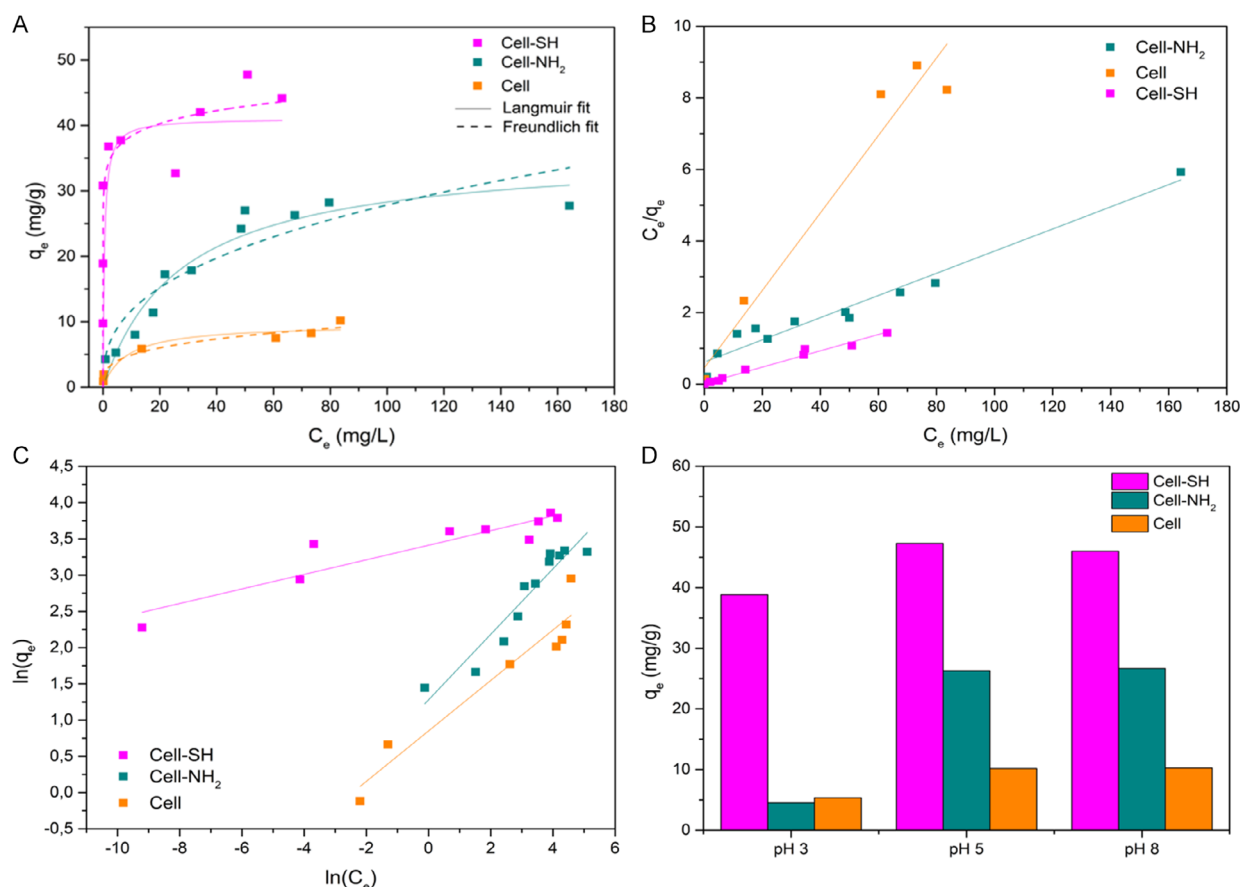 A
Cell-SH
Cell-NH2
Cell
Langmuir fit
Freundlich fit
50
40
30
20
10
0
qe (mg/g)
0 20 40 60 80 100 120 140 160 180
Ce (mg/L)
B
Cell-NH2
Cell
Cell-SH
10
8
6
4
2
0
Ce/qe
0 20 40 60 80 100 120 140 160 180
Ce (mg/L)
C
4,5
4,0
3,5
3,0
2,5
2,0
1,5
1,0
0,5
0,0
-0,5
ln(qe)
Cell-SH
Cell-NH2
Cell
-10 -8 -6 -4 -2 0 2 4 6
ln(Ce)
D
Cell-SH
Cell-NH2
Cell
60
50
40
30
20
10
0
qe (mg/g)
pH 3 pH 5 pH 8